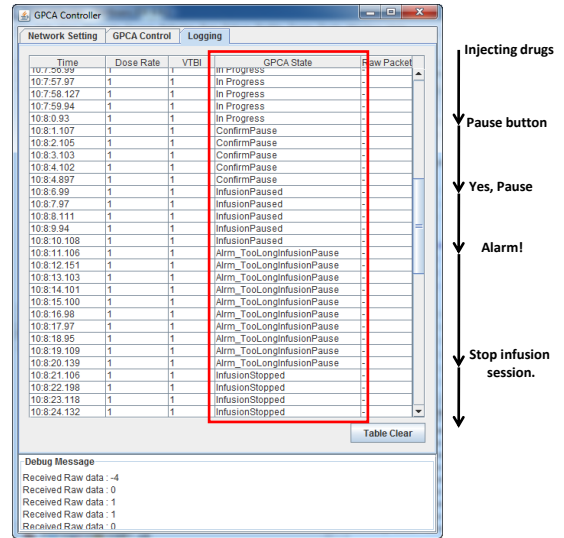 GPCA Controller
Network Setting GPCA Control Logging
Time Dose Rate VTBI GPCA State Raw Packet
10:7:56.99 1 1 In Progress -
10:7:57.97 1 1 In Progress -
10:7:58.127 1 1 In Progress -
10:7:59.94 1 1 In Progress -
10:8:0.93 1 1 In Progress -
10:8:1.107 1 1 ConfirmPause -
10:8:2.105 1 1 ConfirmPause -
10:8:3.103 1 1 ConfirmPause -
10:8:4.102 1 1 ConfirmPause -
10:8:4.897 1 1 ConfirmPause -
10:8:6.99 1 1 InfusionPaused -
10:8:7.97 1 1 InfusionPaused -
10:8:8.111 1 1 InfusionPaused -
10:8:9.94 1 1 InfusionPaused -
10:8:10.108 1 1 InfusionPaused -
10:8:11.106 1 1 Alrm_TooLongInfusionPause -
10:8:12.151 1 1 Alrm_TooLongInfusionPause -
10:8:13.103 1 1 Alrm_TooLongInfusionPause -
10:8:14.101 1 1 Alrm_TooLongInfusionPause -
10:8:15.100 1 1 Alrm_TooLongInfusionPause -
10:8:16.98 1 1 Alrm_TooLongInfusionPause -
10:8:17.97 1 1 Alrm_TooLongInfusionPause -
10:8:18.95 1 1 Alrm_TooLongInfusionPause -
10:8:19.109 1 1 Alrm_TooLongInfusionPause -
10:8:20.139 1 1 Alrm_TooLongInfusionPause -
10:8:21.106 1 1 InfusionStopped -
10:8:22.198 1 1 InfusionStopped -
10:8:23.118 1 1 InfusionStopped -
10:8:24.132 1 1 InfusionStopped -
Table Clear
Debug Message
Received Raw data : -4
Received Raw data : 0
Received Raw data : 1
Received Raw data : 1
Received Raw data : 0
Injecting drugs
Pause button
Yes, Pause
Alarm!
Stop infusion
session.